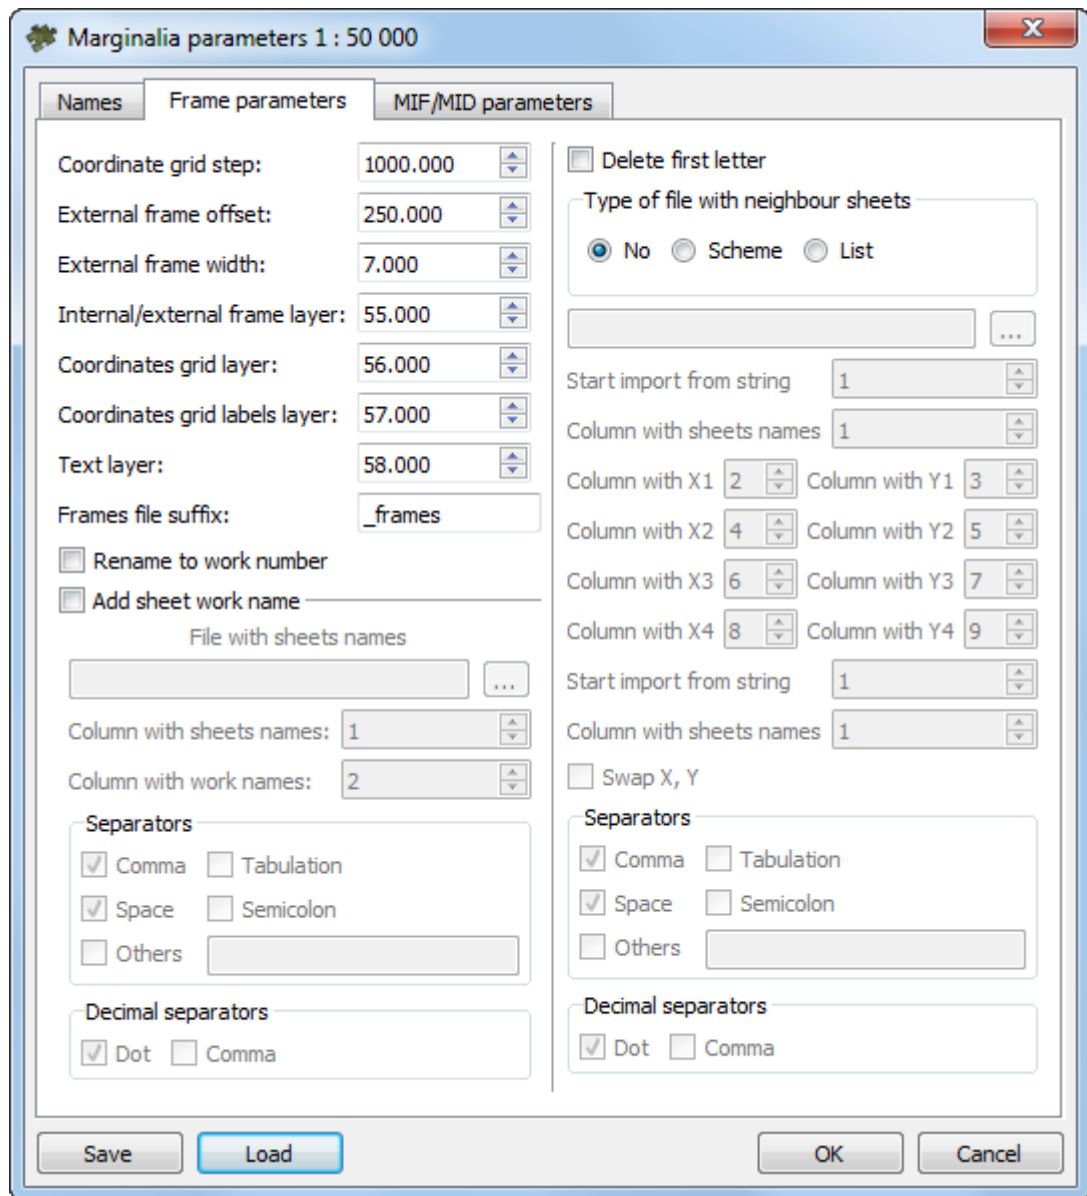 Marginalia parameters 1 : 50 000
Names
Frame parameters
MIF/MID parameters
Coordinate grid step: 1000.000
External frame offset: 250.000
External frame width: 7.000
Internal/external frame layer: 55.000
Coordinates grid layer: 56.000
Coordinates grid labels layer: 57.000
Text layer: 58.000
Frames file suffix: _frames
Rename to work number
Add sheet work name
File with sheets names
...
Column with sheets names: 1
Column with work names: 2
Separators
Comma Tabulation
Space Semicolon
Others
Decimal separators
Dot Comma
Delete first letter
Type of file with neighbour sheets
No Scheme List
...
Start import from string 1
Column with sheets names 1
Column with X1 2 Column with Y1 3
Column with X2 4 Column with Y2 5
Column with X3 6 Column with Y3 7
Column with X4 8 Column with Y4 9
Start import from string 1
Column with sheets names 1
Swap X, Y
Separators
Comma Tabulation
Space Semicolon
Others
Decimal separators
Dot Comma
Save Load OK Cancel